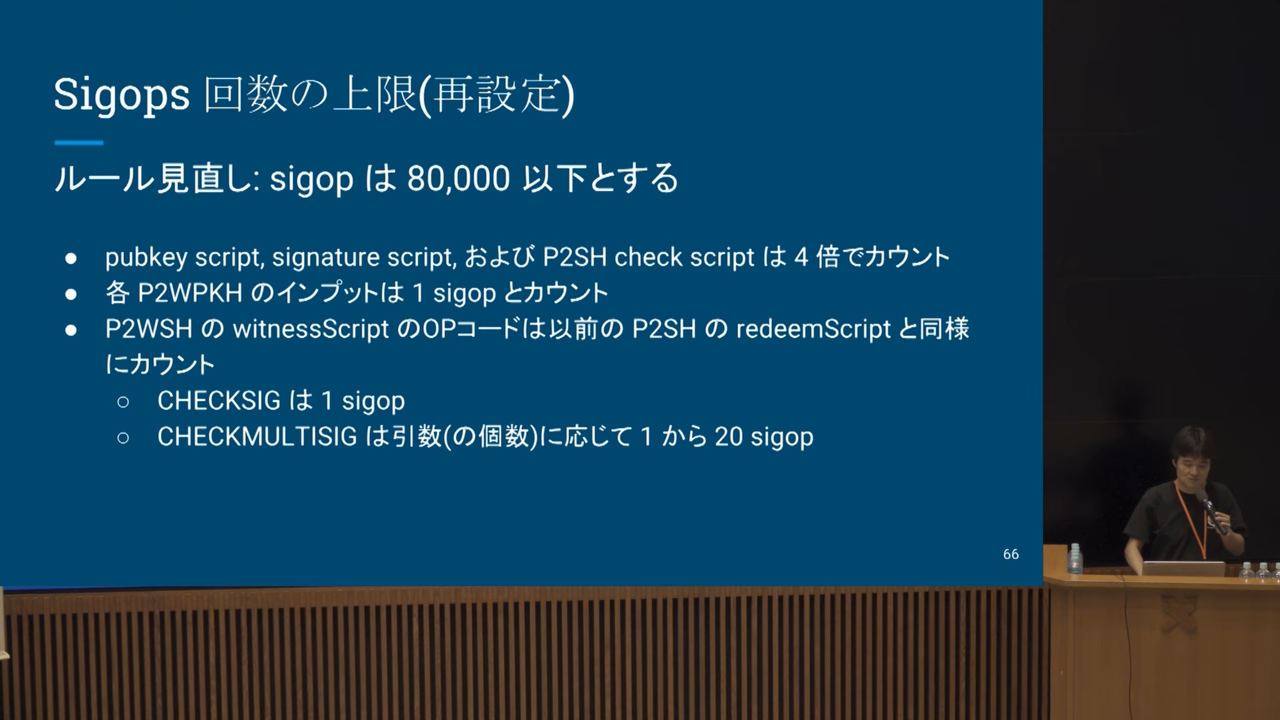 Sigops 回数の上限(再設定)
ルール見直し: sigop は 80,000 以下とする
● pubkey script, signature script, および P2SH check script は 4 倍でカウント
● 各 P2WPKH のインプットは 1 sigop とカウント
● P2WSH の witnessScript のOPコードは以前の P2SH の redeemScript と同様
にカウント
○ CHECKSIG は 1 sigop
○ CHECKMULTISIG は引数(の個数)に応じて 1 から 20 sigop
66